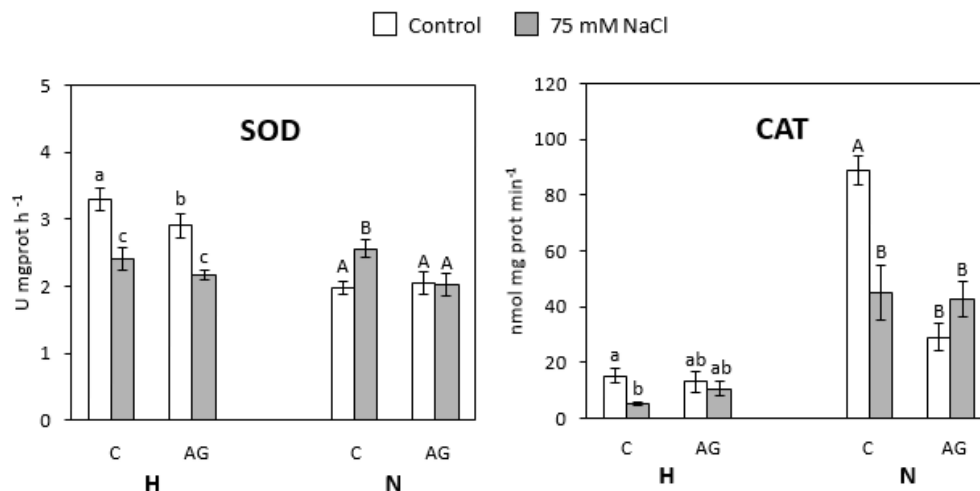 Control 75 mM NaCl
SOD
U mgprot h⁻¹
5
4
3
2
1
0
a
c
b
c
A
B
A
A
C AG C AG
H N
CAT
nmol mg prot min⁻¹
120
100
80
60
40
20
0
a
b
ab
ab
A
B
B
B
C AG C AG
H N